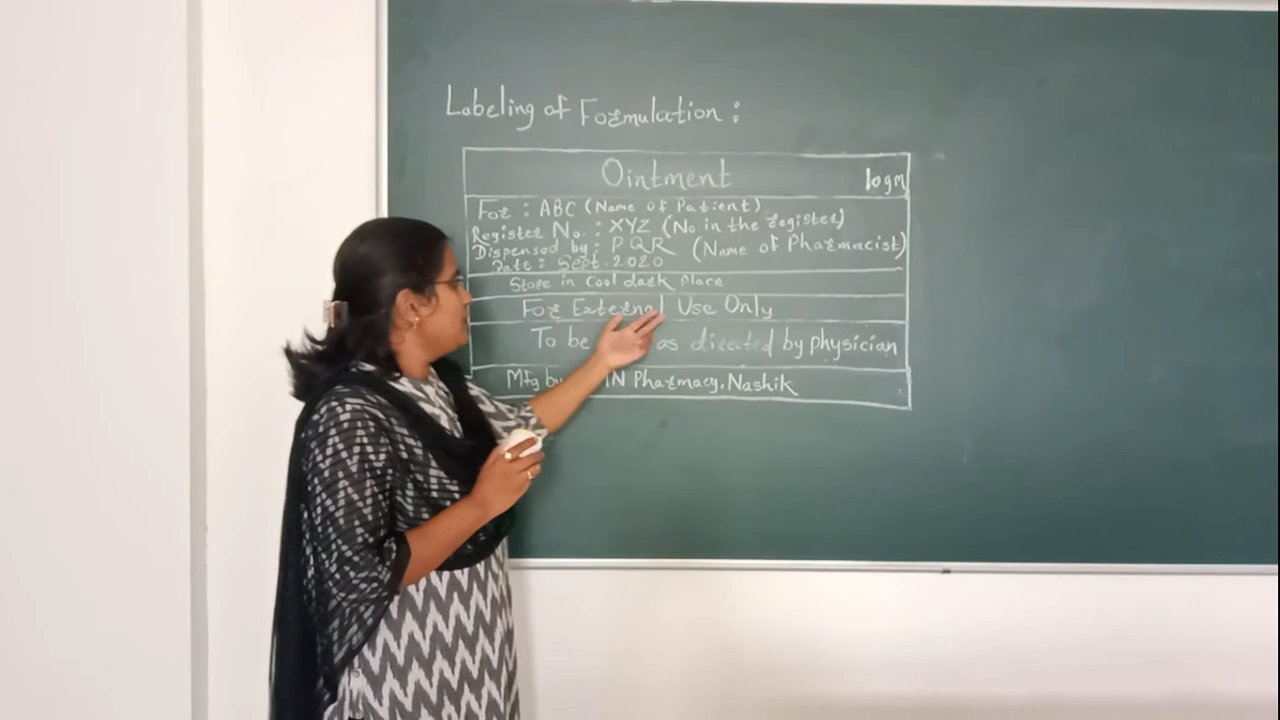 Labeling of Formulation :
Ointment 10gm
For : ABC (Name of Patient)
Register No. : XYZ (No in the register)
Dispensed by : PQR (Name of Pharmacist)
Date : Sept. 2020
Store in Cool dark Place
For External Use Only
To be as directed by physician
Mfg by Pharmacy, Nashik